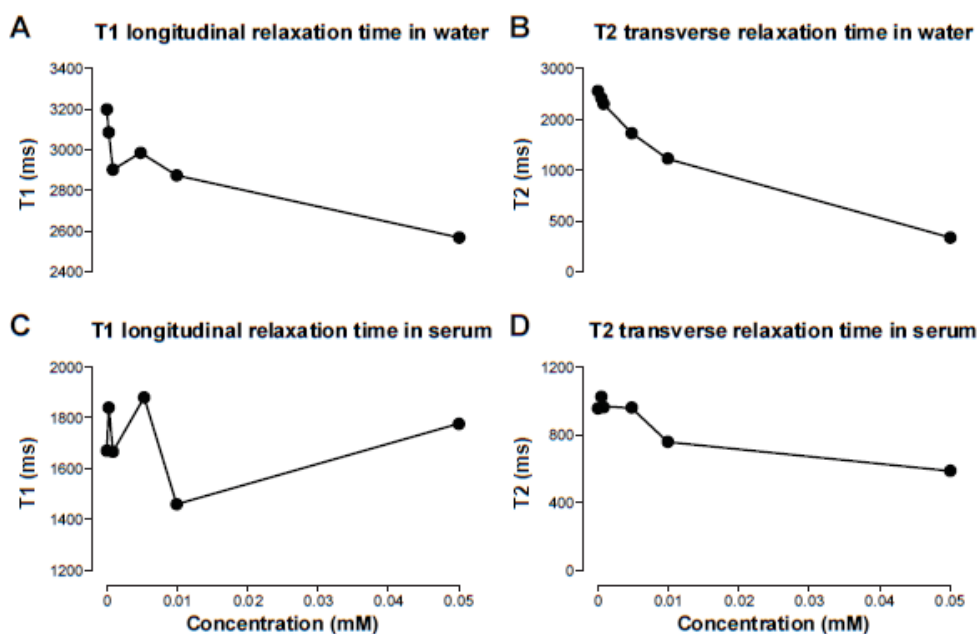 A
T1 longitudinal relaxation time in water
3400
3200
3000
2800
2600
2400
T1 (ms)
B
T2 transverse relaxation time in water
3000
2000
1000
500
0
T2 (ms)
C
T1 longitudinal relaxation time in serum
2000
1800
1600
1400
1200
T1 (ms)
0
0.01
0.02
0.03
0.04
0.05
Concentration (mM)
D
T2 transverse relaxation time in serum
1200
800
400
0
T2 (ms)
0
0.01
0.02
0.03
0.04
0.05
Concentration (mM)